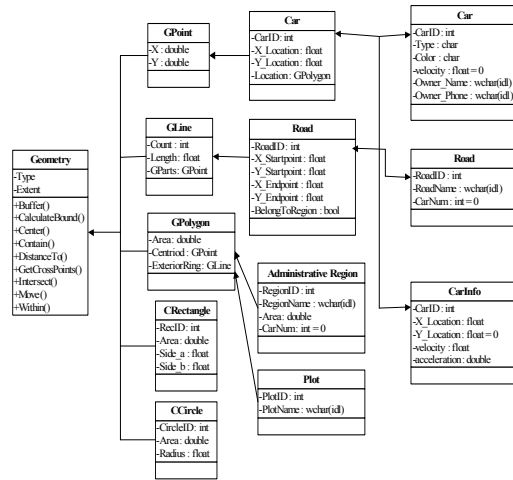 Geometry
-Type
-Extent
+Buffer()
+CalculateBound()
+Center()
+Contain()
+DistanceTo()
+GetCrossPoints()
+Intersect()
+Move()
+Within()
GPoint
-X : double
-Y : double
GLine
-Count : int
-Length : float
-GParts : GPoint
GPolygon
-Area : double
-Centriod : GPoint
-ExteriorRing : GLine
CRectangle
-RecID : int
-Area : double
-Side_a : float
-Side_b : float
CCircle
-CircleID : int
-Area : double
-Radius : float
Car
-CarID : int
-X_Location : float
-Y_Location : float
-Location : GPolygon
Road
-RoadID : int
-X_Startpoint : float
-Y_Startpoint : float
-X_Endpoint : float
-Y_Endpoint : float
-BelongToRegion : bool
Administrative Region
-RegionID : int
-RegionName : wchar(idl)
-Area : double
-CarNum : int = 0
Plot
-PlotID : int
-PlotName : wchar(idl)
Car
-CarID : int
-Type : char
-Color : char
-velocity : float = 0
-Owner_Name : wchar(idl)
-Owner_Phone : wchar(idl)
Road
-RoadID : int
-RoadName : wchar(idl)
-CarNum : int = 0
CarInfo
-CarID : int
-X_Location : float
-Y_Location : float = 0
-velocity : float
-acceleration : double